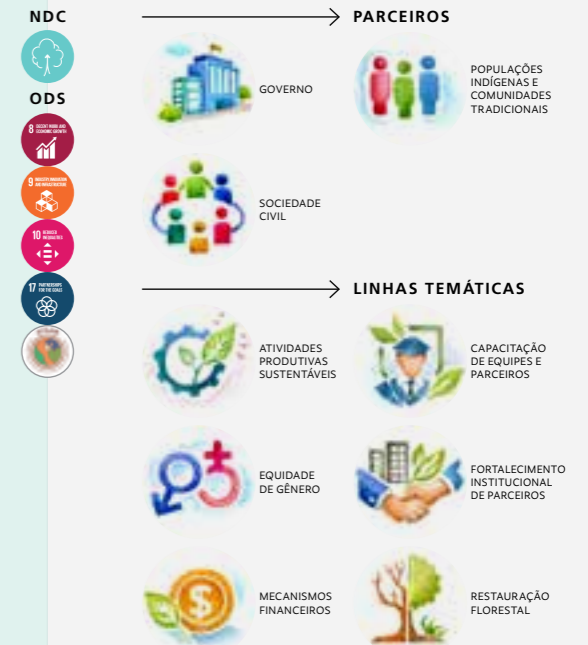 NDC
PARCEIROS
GOVERNO
POPULAÇÕES
INDÍGENAS E
COMUNIDADES
TRADICIONAIS
ODS
8 DECENT WORK AND
ECONOMIC GROWTH
9 INDUSTRY, INNOVATION
AND INFRASTRUCTURE
10 REDUCED
INEQUALITIES
17 PARTNERSHIPS
FOR THE GOALS
SOCIEDADE
CIVIL
LINHAS TEMÁTICAS
ATIVIDADES
PRODUTIVAS
SUSTENTÁVEIS
CAPACITAÇÃO
DE EQUIPES E
PARCEIROS
EQUIDADE
DE GÊNERO
FORTALECIMENTO
INSTITUCIONAL
DE PARCEIROS
MECANISMOS
FINANCEIROS
RESTAURAÇÃO
FLORESTAL